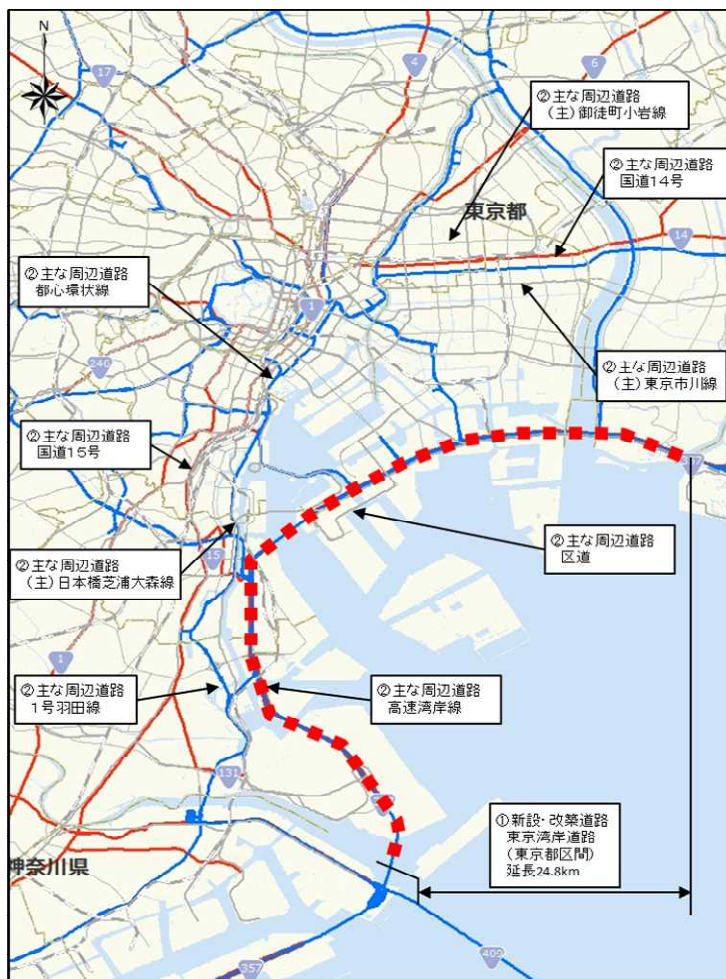 N
17
4
6
②主な周辺道路
(主)御徒町小岩線
②主な周辺道路
国道14号
東京都
14
②主な周辺道路
都心環状線
1
246
②主な周辺道路
(主)東京市川線
②主な周辺道路
国道15号
②主な周辺道路
(主)日本橋芝浦大森線
15
②主な周辺道路
区道
1
②主な周辺道路
1号羽田線
②主な周辺道路
高速湾岸線
131
①新設・改築道路
東京湾岸道路
(東京都区間)
延長24.8km
神奈川県
357
409